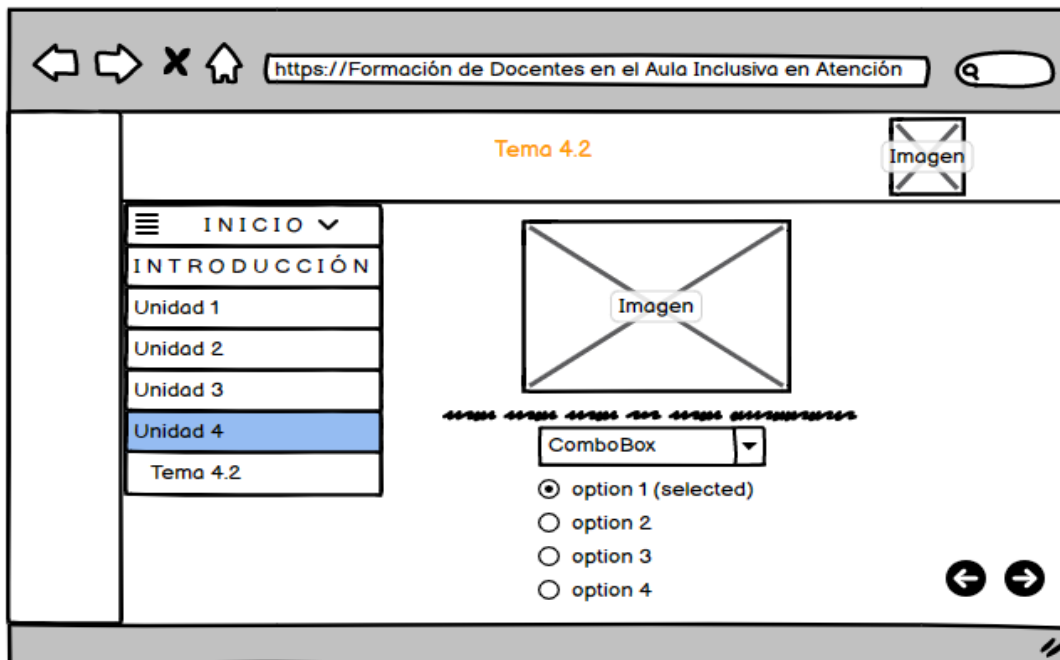 https://Formación de Docentes en el Aula Inclusiva en Atención
Tema 4.2
Imagen
INICIO
INTRODUCCIÓN
Unidad 1
Unidad 2
Unidad 3
Unidad 4
Tema 4.2
Imagen
ComboBox
option 1 (selected)
option 2
option 3
option 4